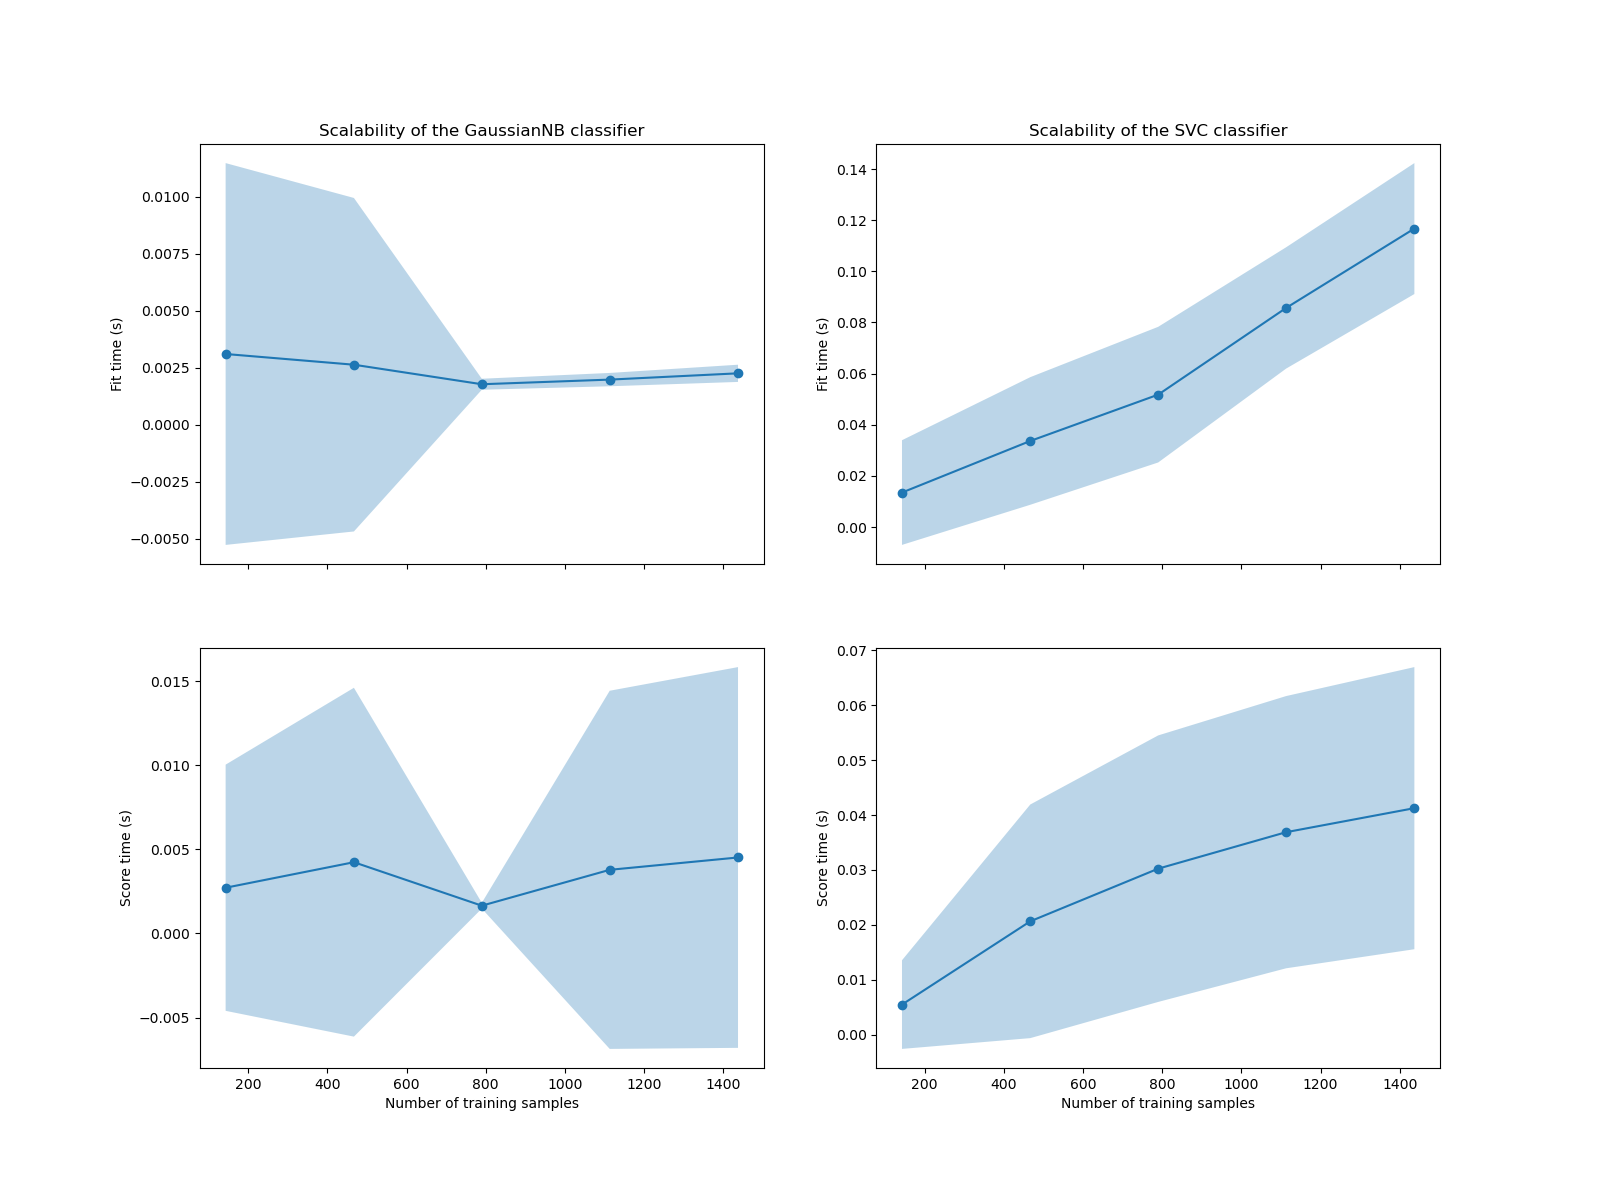 Scalability of the GaussianNB classifier
0.0100
0.0075
0.0050
0.0025
0.0000
−0.0025
−0.0050
Fit time (s)
Scalability of the SVC classifier
0.14
0.12
0.10
0.08
0.06
0.04
0.02
0.00
Fit time (s)
0.015
0.010
0.005
0.000
−0.005
Score time (s)
200 400 600 800 1000 1200 1400
Number of training samples
0.07
0.06
0.05
0.04
0.03
0.02
0.01
0.00
Score time (s)
200 400 600 800 1000 1200 1400
Number of training samples